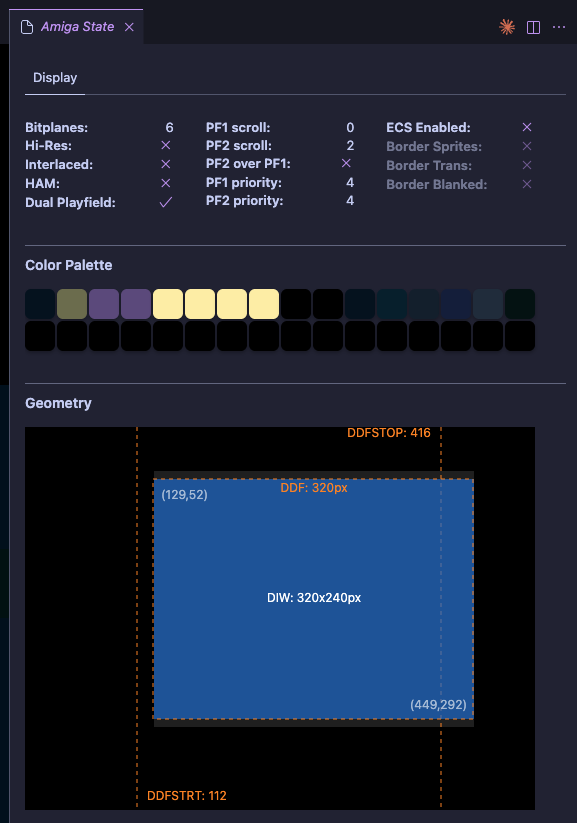 Amiga State
Display
Bitplanes: 6
Hi-Res:
Interlaced:
HAM:
Dual Playfield:
PF1 scroll: 0
PF2 scroll: 2
PF2 over PF1:
PF1 priority: 4
PF2 priority: 4
ECS Enabled:
Border Sprites:
Border Trans:
Border Blanked:
Color Palette
Geometry
DDFSTOP: 416
DDF: 320px
(129,52)
DIW: 320x240px
(449,292)
DDFSTRT: 112